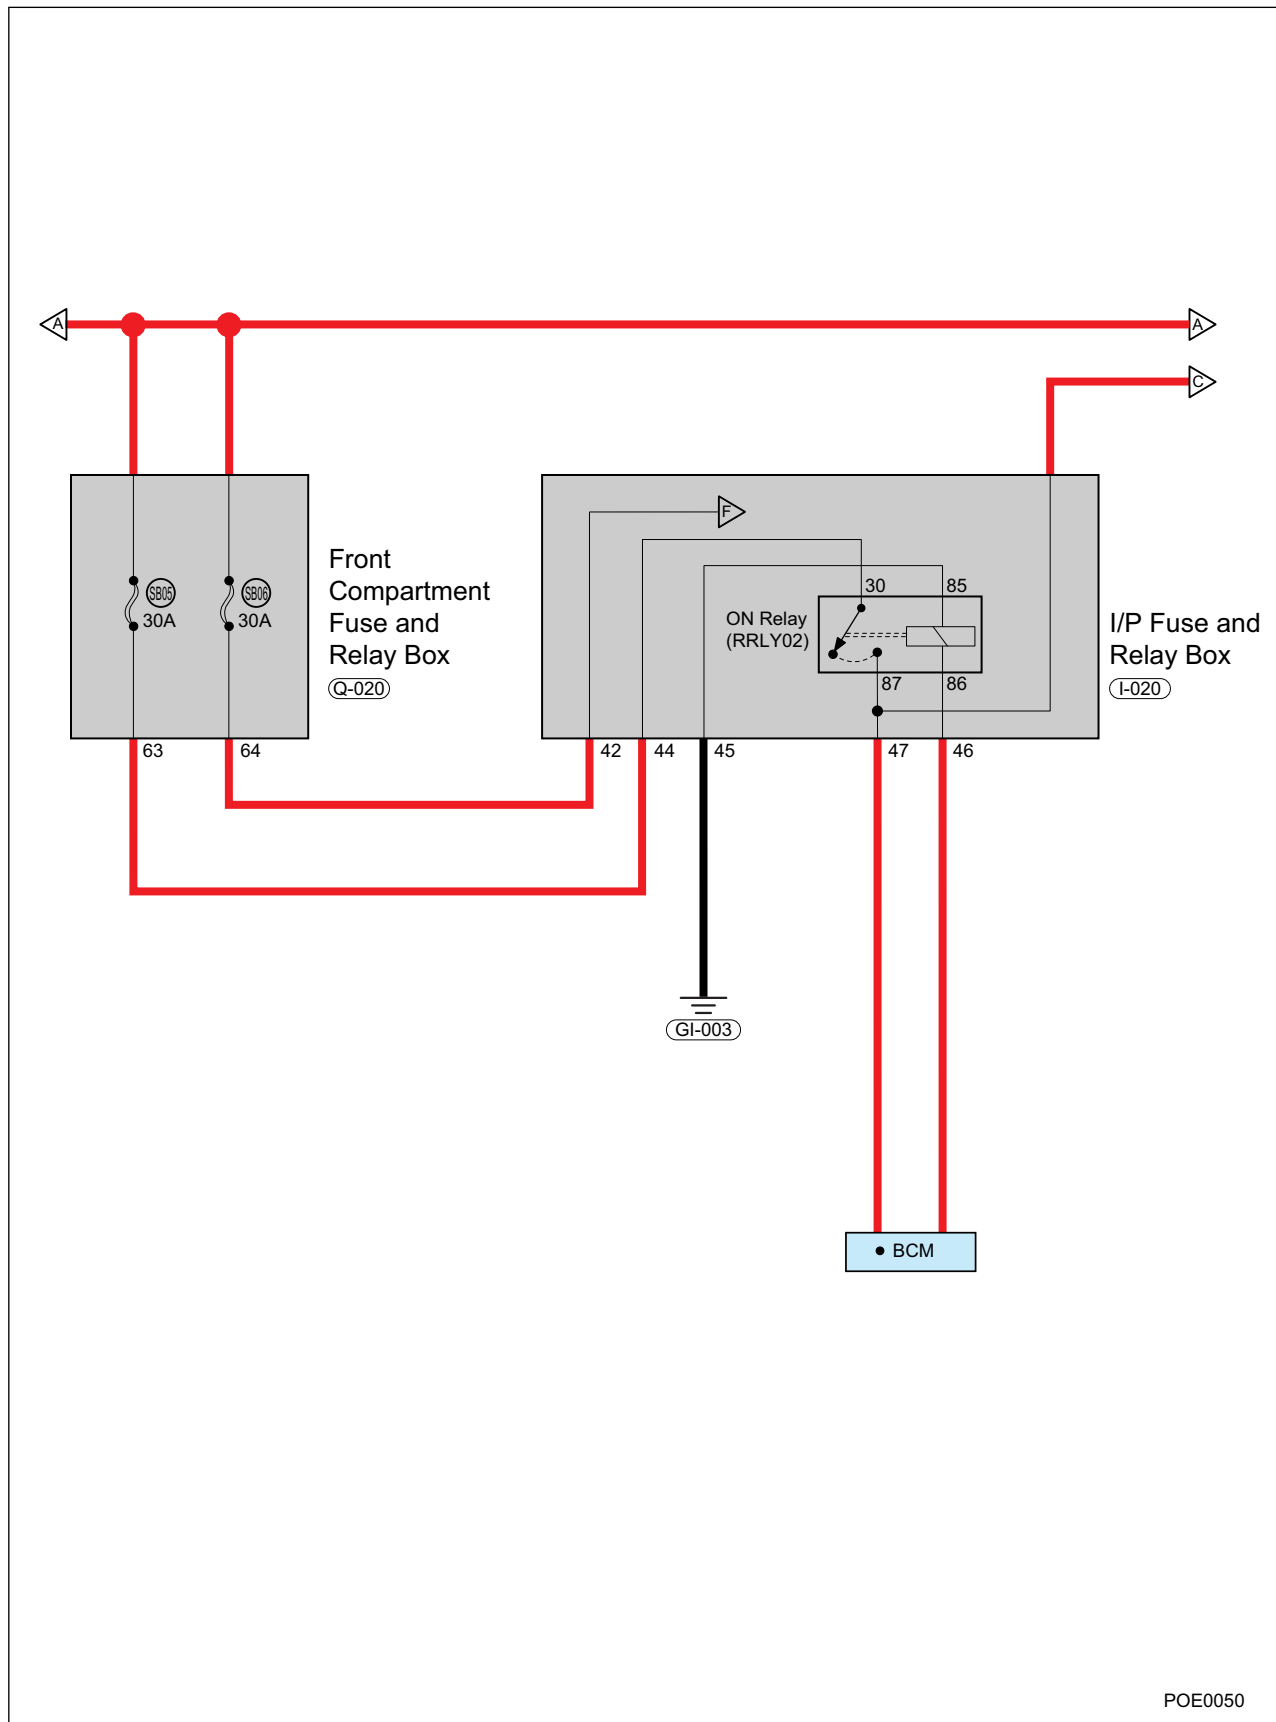 A
A
C
F
SB05
30A
SB06
30A
Front
Compartment
Fuse and
Relay Box
Q-020
30
85
ON Relay
(RRLY02)
87
86
I/P Fuse and
Relay Box
I-020
63
64
42
44
45
47
46
GI-003
• BCM
POE0050